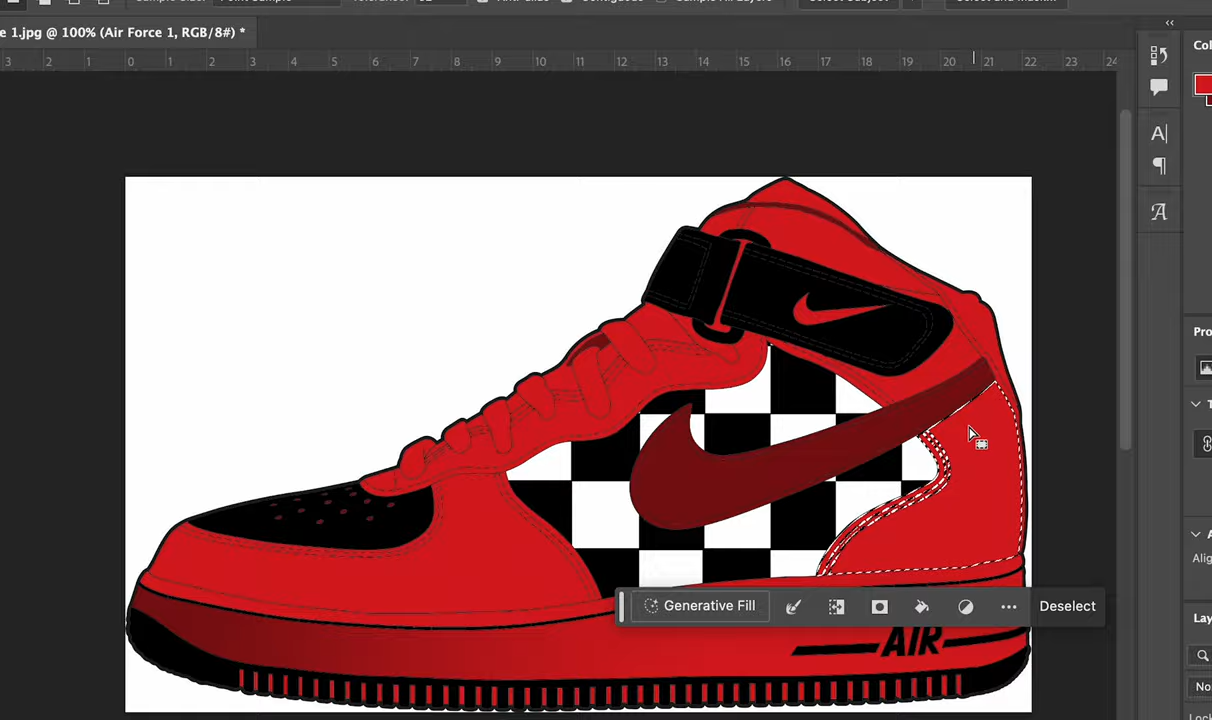 e 1.jpg @ 100% (Air Force 1, RGB/8#) *
Co
3 2 1 0 1 2 3 4 5 6 7 8 9 10 11 12 13 14 15 16 17 18 19 20 21 22 23 24
A|
Pro
T
Generative Fill
Deselect
Alig
Lay
AIR
No